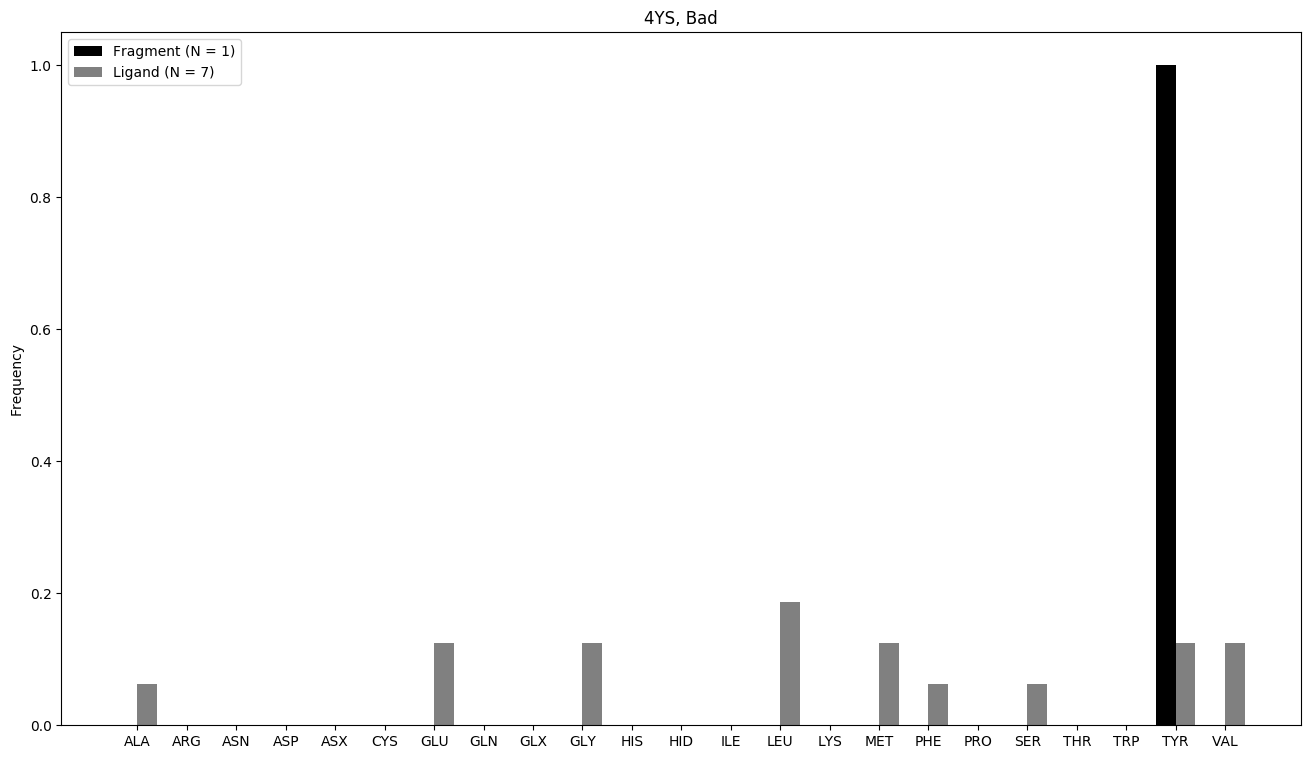 4YS, Bad
Fragment (N = 1)
Ligand (N = 7)
Frequency
1.0
0.8
0.6
0.4
0.2
0.0
ALA ARG ASN ASP ASX CYS GLU GLN GLX GLY HIS HID ILE LEU LYS MET PHE PRO SER THR TRP TYR VAL